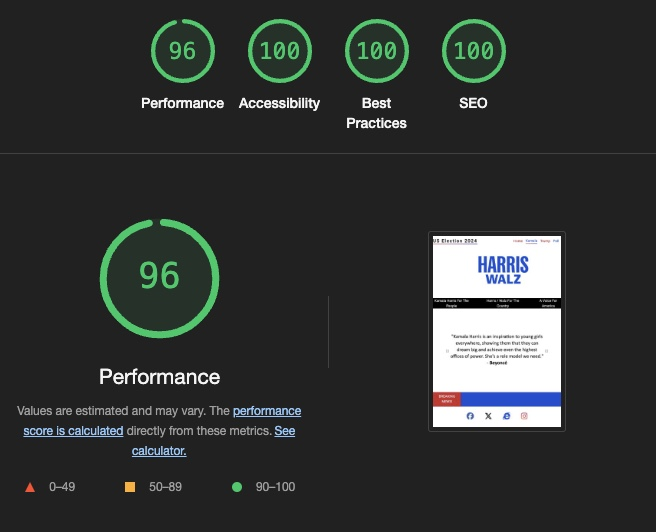 96
100
100
100
Performance
Accessibility
Best
Practices
SEO
96
Performance
Values are estimated and may vary. The performance
score is calculated directly from these metrics. See
calculator.
0–49
50–89
90–100
US Election 2024
Home
Trump
Poll
HARRIS
WALZ
Kamala Harris For The
People
Harris / Walz For The
Country
A Voice For
America
"Kamala Harris is an inspiration to young girls
everywhere, showing them that they can
dream big and achieve even the highest
offices of power. She's a role model we need."
- Beyoncé
BREAKING
NEWS!